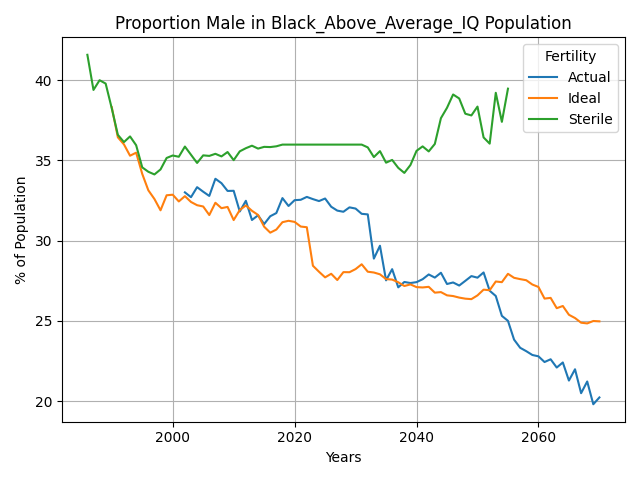 Proportion Male in Black_Above_Average_IQ Population
Fertility
Actual
Ideal
Sterile
% of Population
40
35
30
25
20
2000
2020
2040
2060
Years